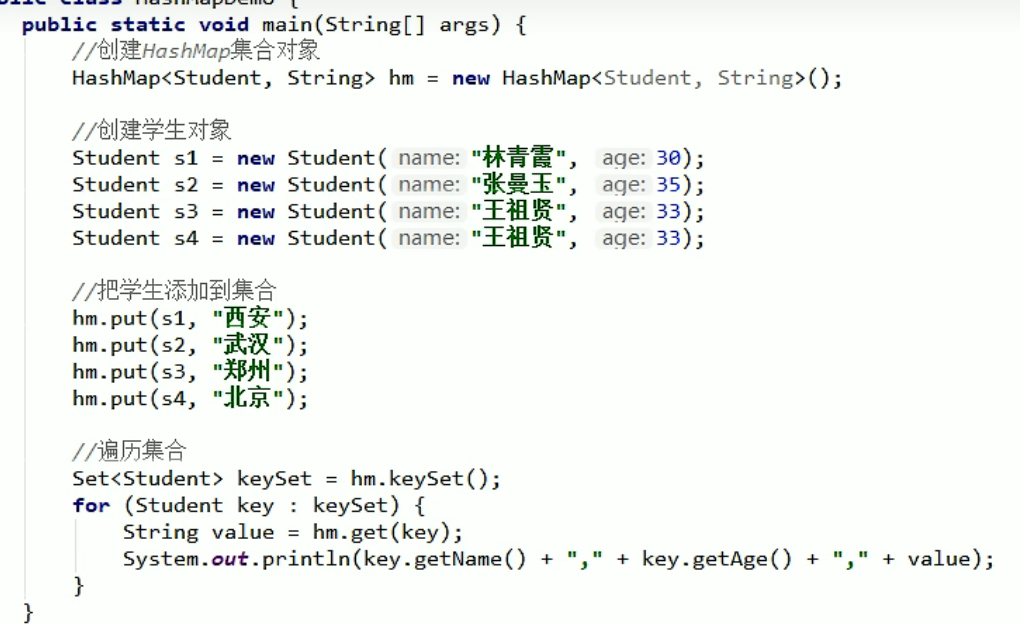 public class HashMapDemo {
public static void main(String[] args) {
//创建HashMap集合对象
HashMap<Student, String> hm = new HashMap<Student, String>();
//创建学生对象
Student s1 = new Student( name: "林青霞", age: 30);
Student s2 = new Student( name: "张曼玉", age: 35);
Student s3 = new Student( name: "王祖贤", age: 33);
Student s4 = new Student( name: "王祖贤", age: 33);
//把学生添加到集合
hm.put(s1, "西安");
hm.put(s2, "武汉");
hm.put(s3, "郑州");
hm.put(s4, "北京");
//遍历集合
Set<Student> keySet = hm.keySet();
for (Student key : keySet) {
String value = hm.get(key);
System.out.println(key.getName() + "," + key.getAge() + "," + value);
}
}